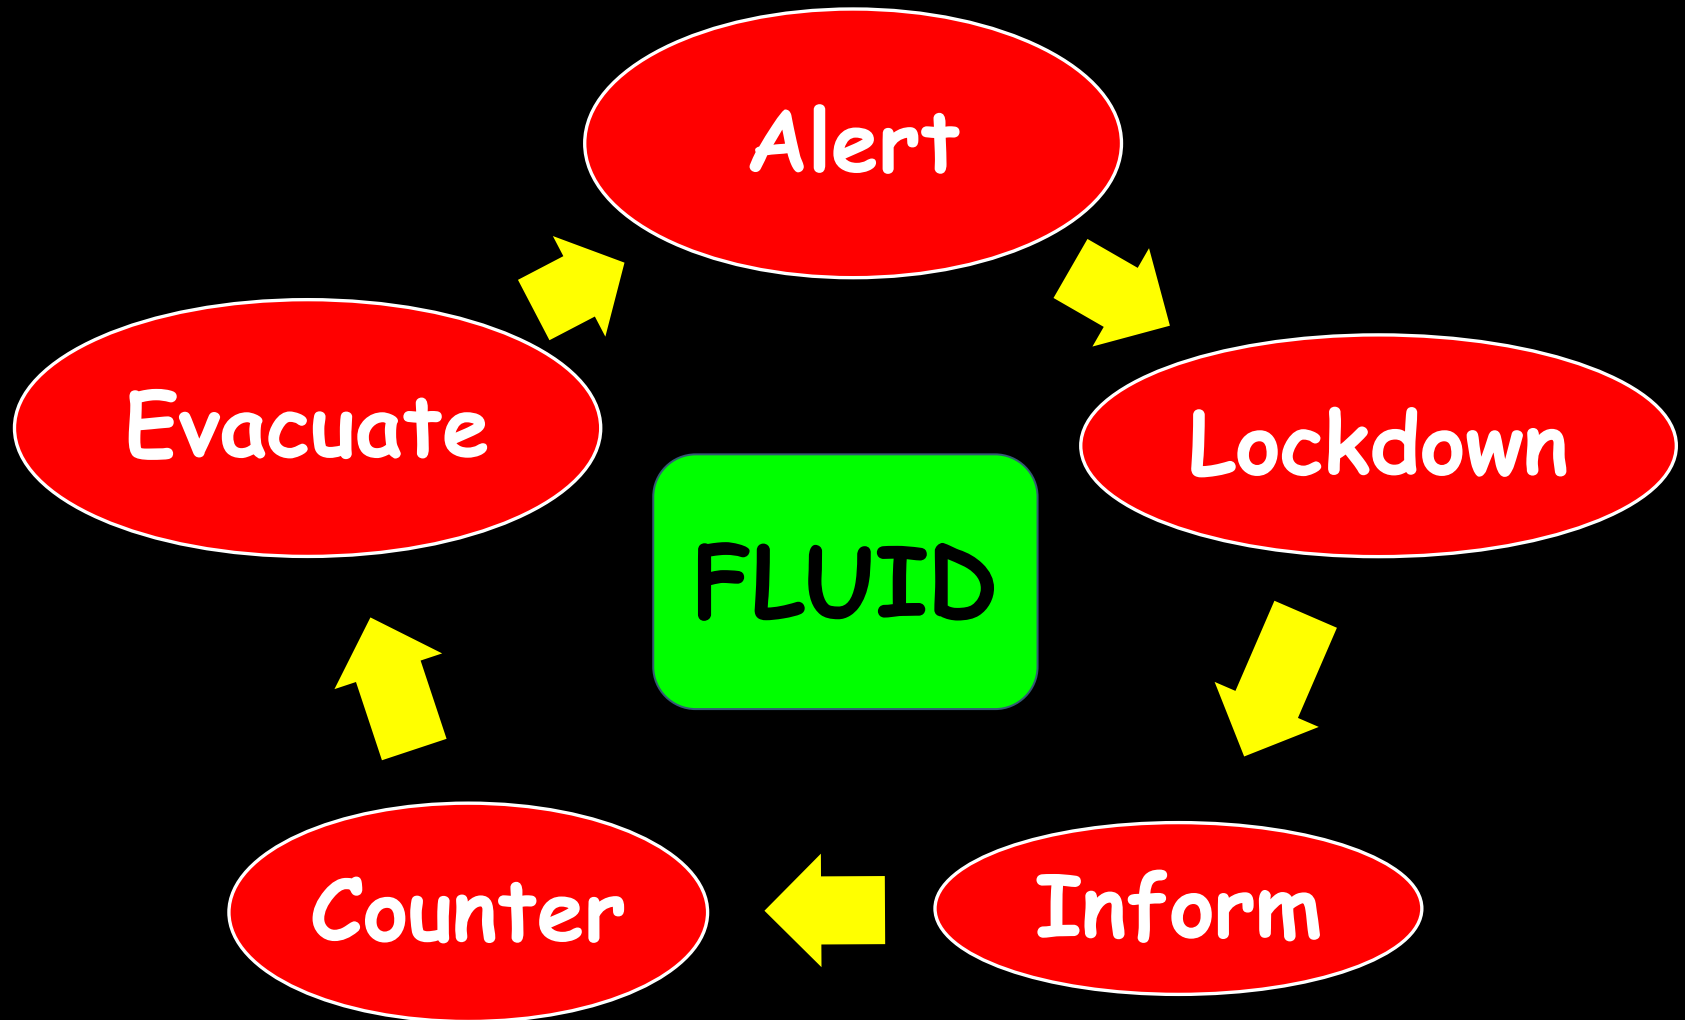 Alert
Evacuate
Lockdown
FLUID
Counter
Inform